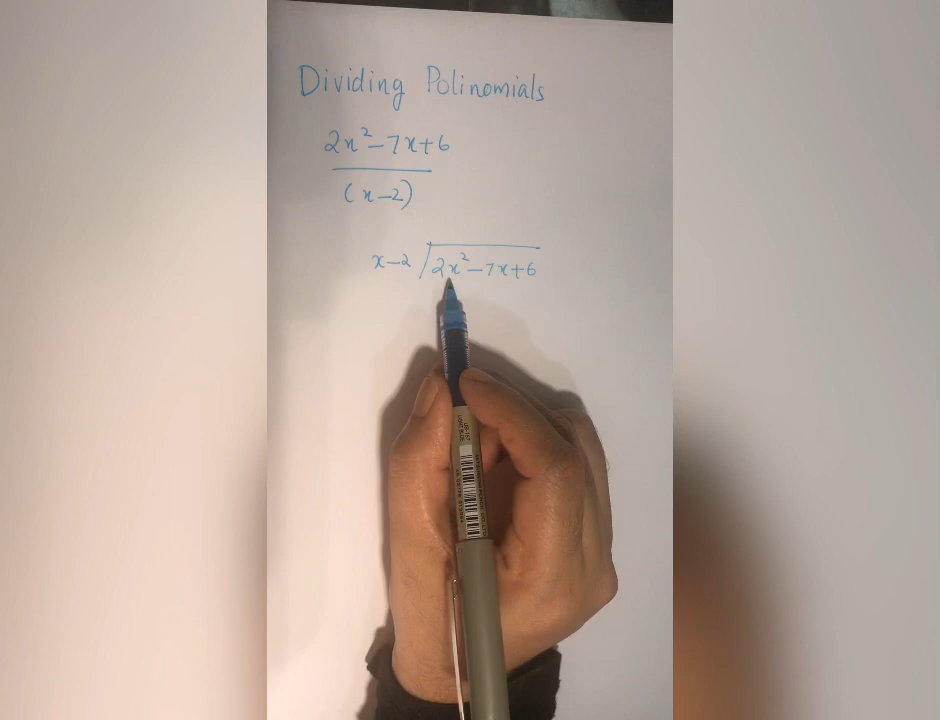 Dividing Polinomials
2x²-7x+6
(x-2)
x-2 2x²-7x+6